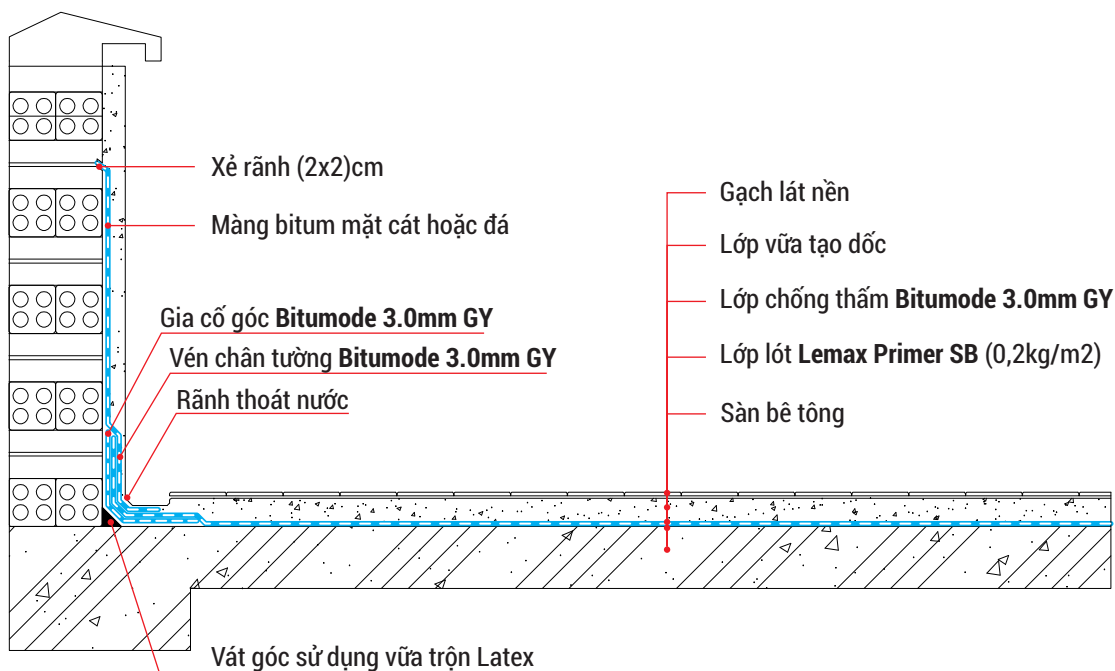 Xẻ rãnh (2x2)cm
Màng bitum mặt cát hoặc đá
Gia cố góc Bitumode 3.0mm GY
Vén chân tường Bitumode 3.0mm GY
Rãnh thoát nước
Gạch lát nền
Lớp vữa tạo dốc
Lớp chống thấm Bitumode 3.0mm GY
Lớp lót Lemax Primer SB (0,2kg/m2)
Sàn bê tông
Vát góc sử dụng vữa trộn Latex